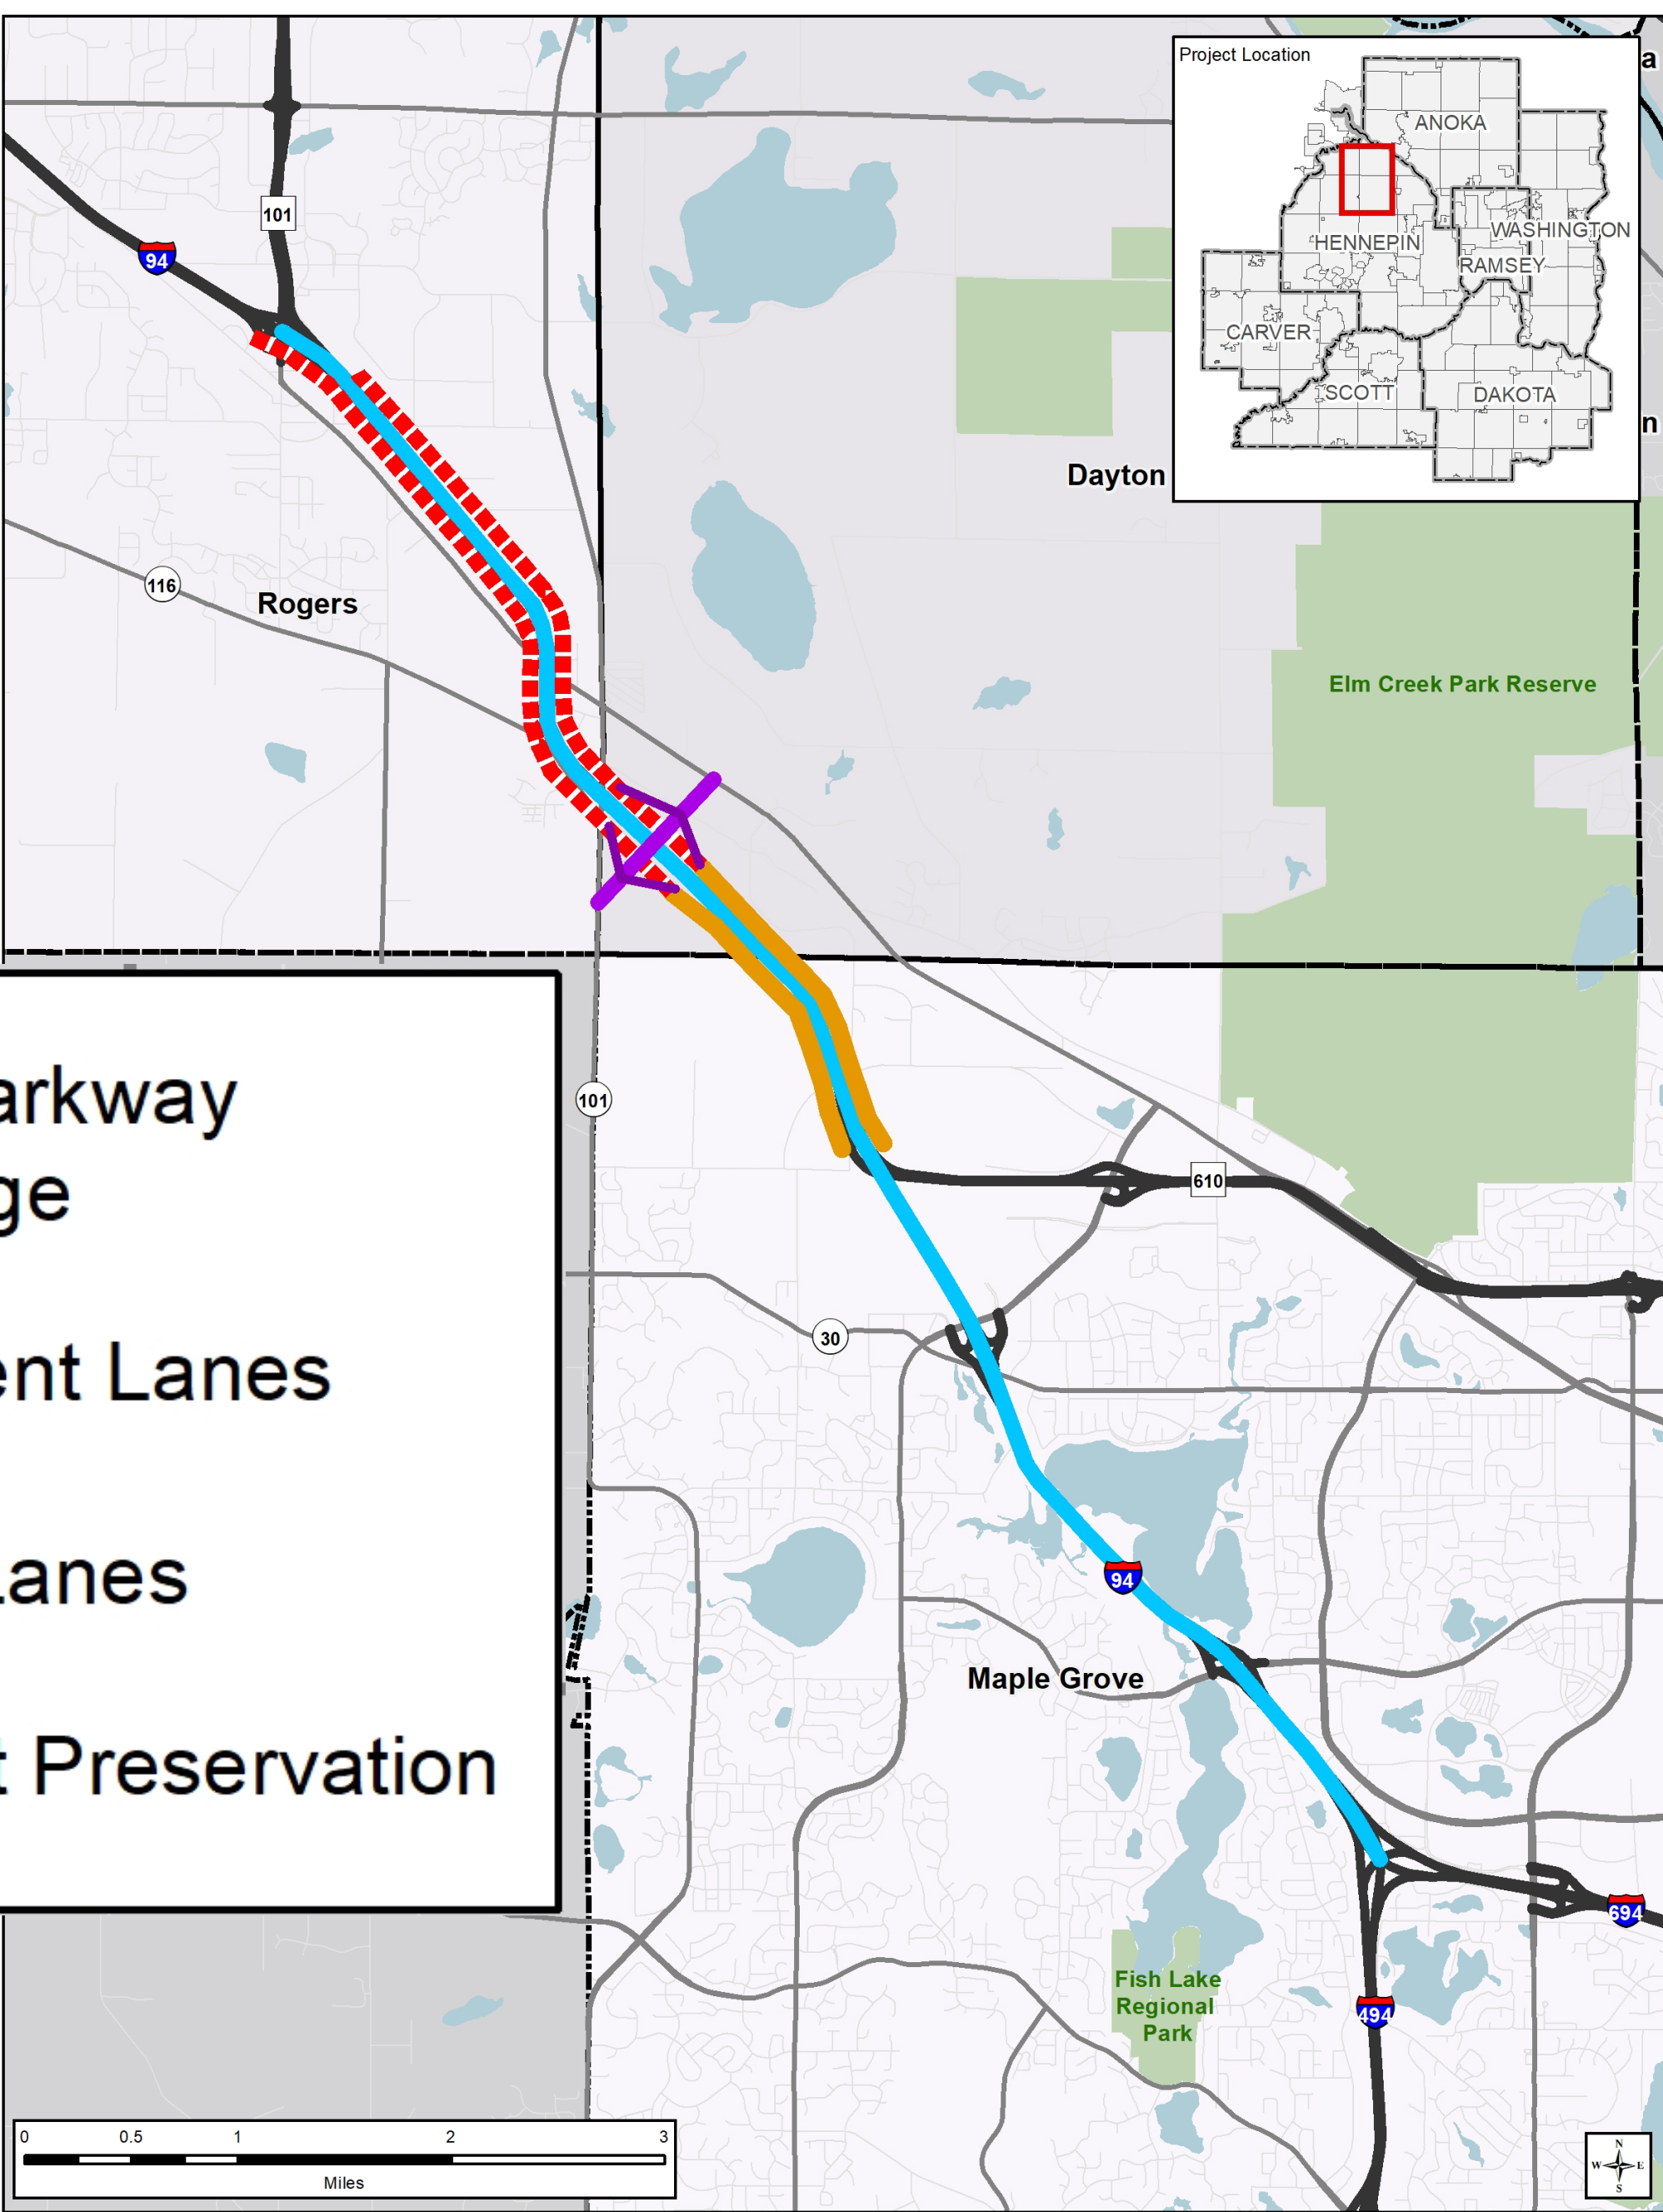 Project Location
ANOKA
HENNEPIN
WASHINGTON
RAMSEY
CARVER
SCOTT
DAKOTA
a
n
101
94
Dayton
116
Rogers
Elm Creek Park Reserve
arkway
ge
ent Lanes
Lanes
t Preservation
101
610
30
94
Maple Grove
694
494
Fish Lake
Regional
Park
0 0.5 1 2 3
Miles
N
W E
S